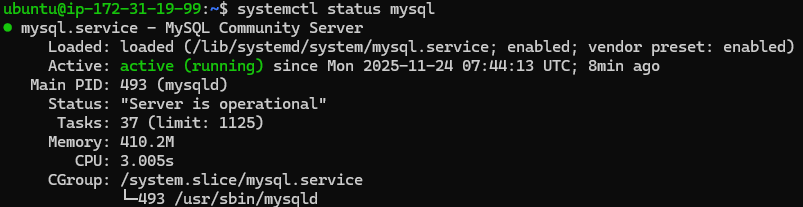 ubuntu@ip-172-31-19-99:~$ systemctl status mysql
● mysql.service - MySQL Community Server
Loaded: loaded (/lib/systemd/system/mysql.service; enabled; vendor preset: enabled)
Active: active (running) since Mon 2025-11-24 07:44:13 UTC; 8min ago
Main PID: 493 (mysqld)
Status: "Server is operational"
Tasks: 37 (limit: 1125)
Memory: 410.2M
CPU: 3.005s
CGroup: /system.slice/mysql.service
└─493 /usr/sbin/mysqld